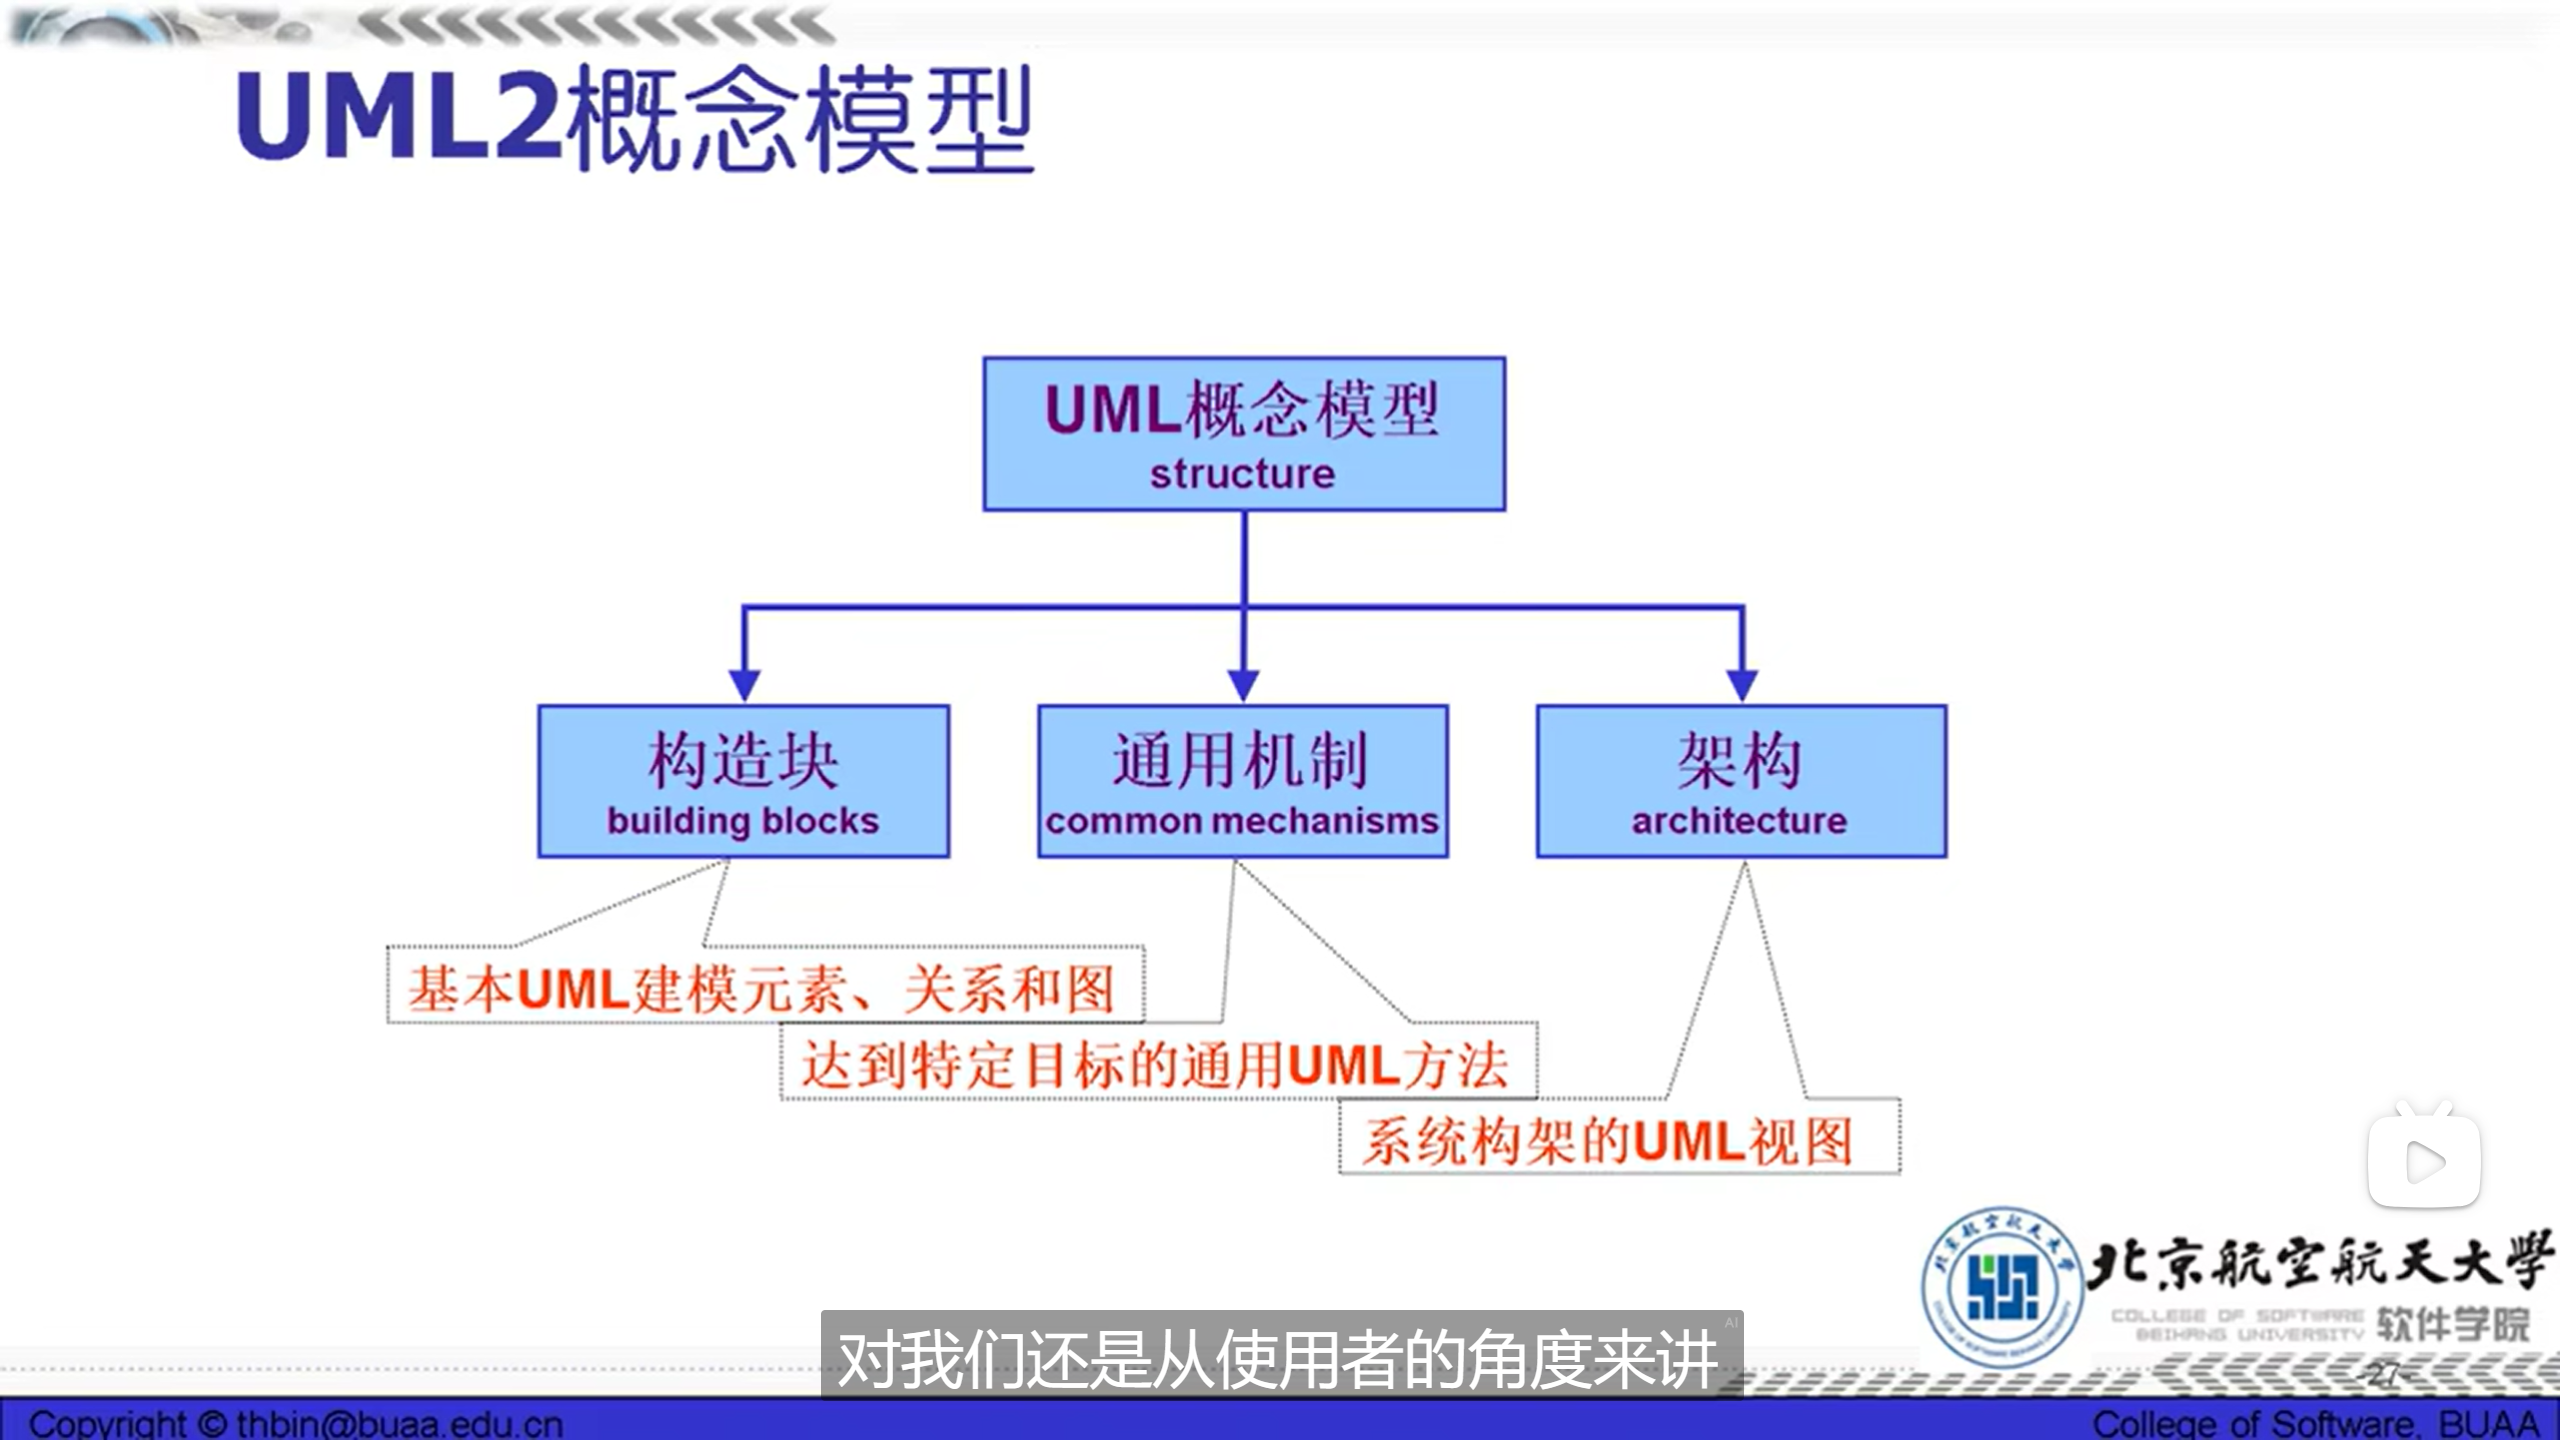 UML2概念模型
UML概念模型
structure
构造块
building blocks
通用机制
common mechanisms
架构
architecture
基本UML建模元素、关系和图
达到特定目标的通用UML方法
系统构架的UML视图
北京航空航天大學
COLLEGE OF SOFTWARE
BEIHANG UNIVERSITY
软件学院
AI
对我们还是从使用者的角度来讲
-27-
Copyright © thbin@buaa.edu.cn
College of Software, BUAA